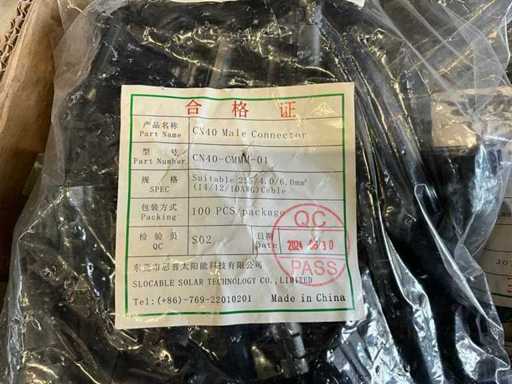 合格证
产品名称 Part Name CN40 Male Connector
型号 Part Number
规格 SPEC Suitable 2.5/4.0/6.0mm² (14/12/10AWG)Cable
包装方式 Packing 100 PCS/package
检验员 QC S02 日期 Date 2024
QC PASS
SLOCABLE SOLAR TECHNOLOGY CO.,LIMITED
Tel:(+86)-769-22010201 Made in China